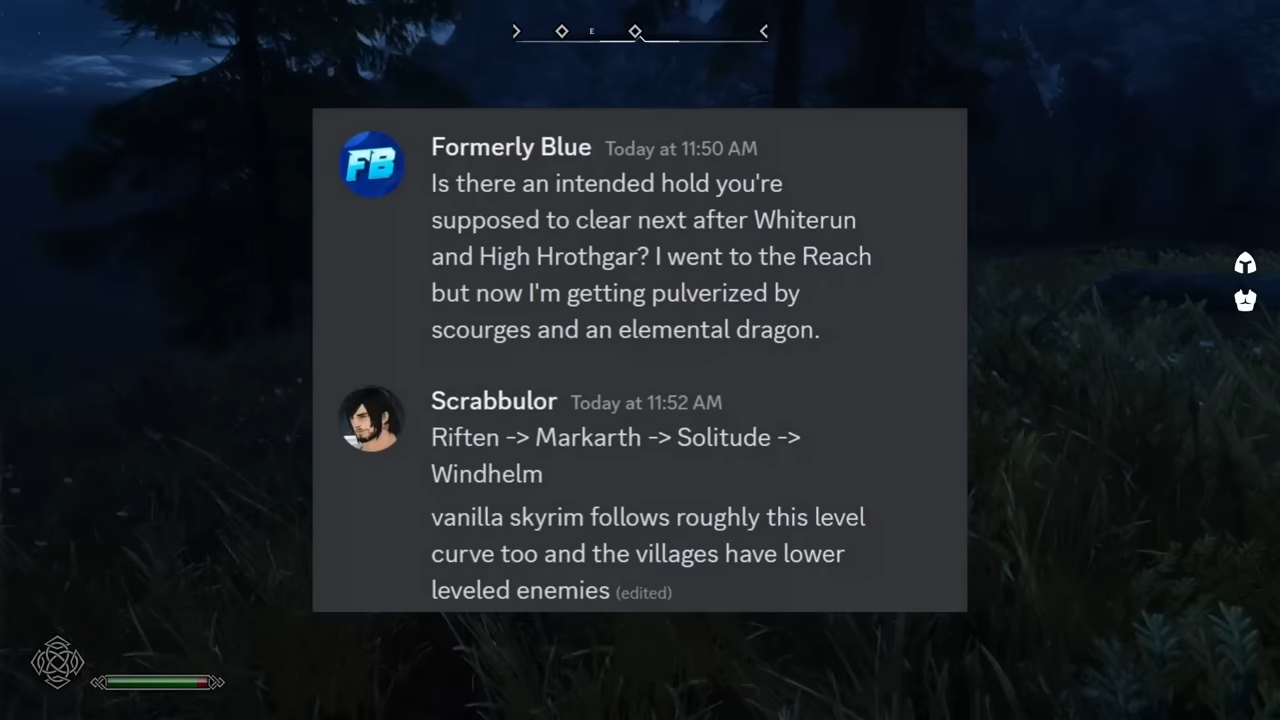 E
FB
Formerly Blue Today at 11:50 AM
Is there an intended hold you're
supposed to clear next after Whiterun
and High Hrothgar? I went to the Reach
but now I'm getting pulverized by
scourges and an elemental dragon.
Scrabbulor Today at 11:52 AM
Riften -> Markarth -> Solitude ->
Windhelm
vanilla skyrim follows roughly this level
curve too and the villages have lower
leveled enemies (edited)